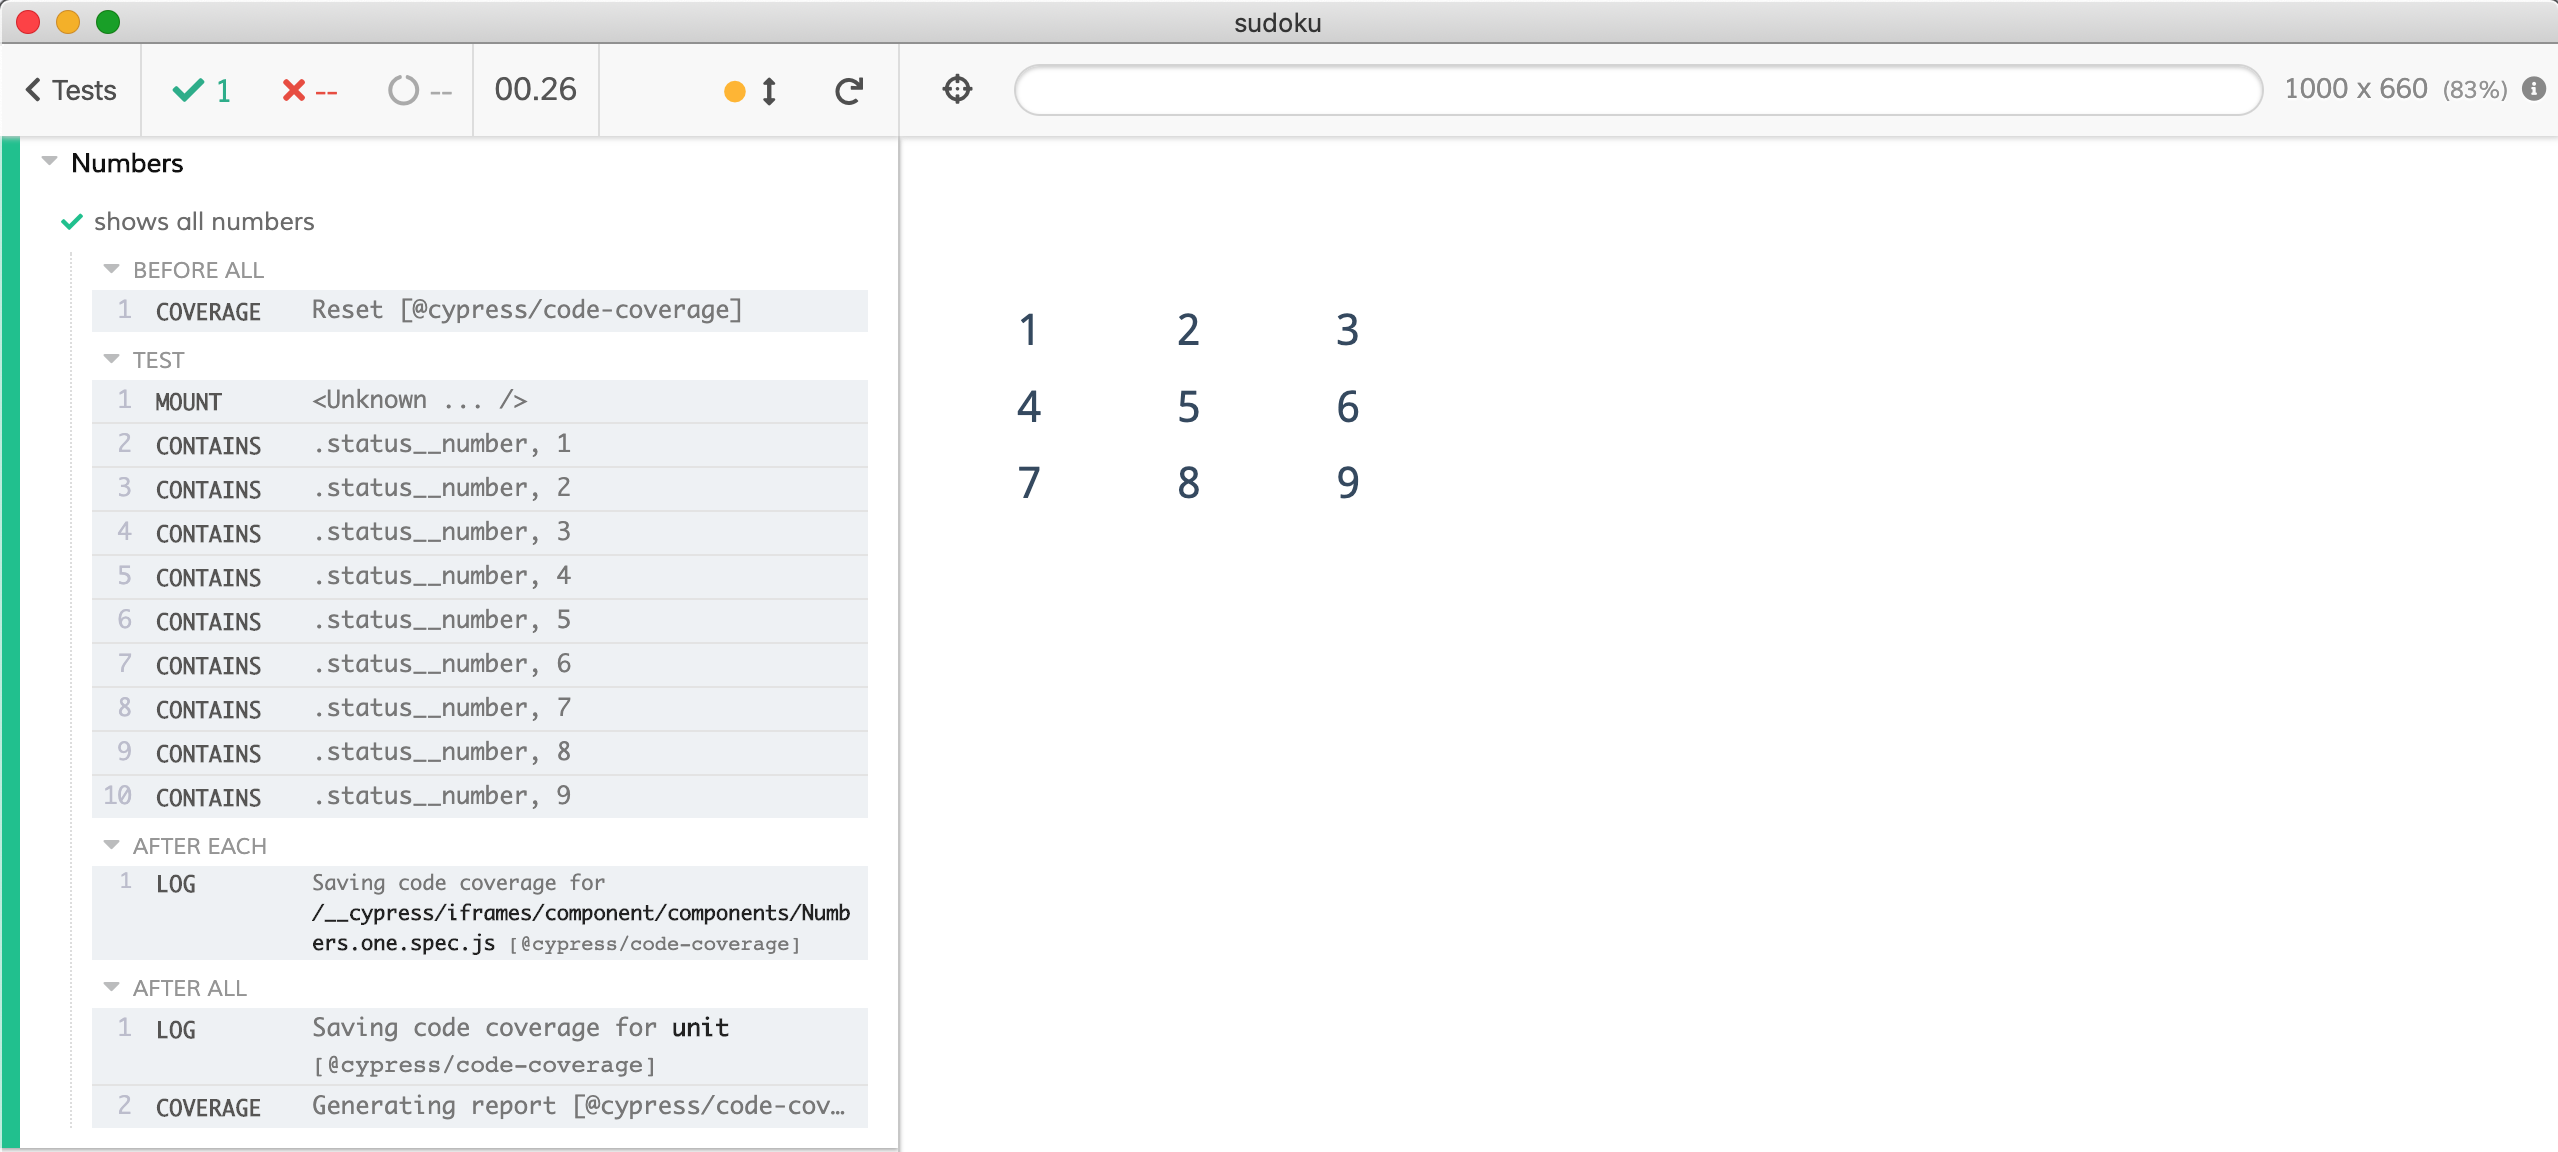 sudoku
Tests 1 -- -- 00.26 1000 x 660 (83%)
Numbers
shows all numbers
BEFORE ALL
1 COVERAGE Reset [@cypress/code-coverage]
TEST
1 MOUNT <Unknown ... />
2 CONTAINS .status__number, 1
3 CONTAINS .status__number, 2
4 CONTAINS .status__number, 3
5 CONTAINS .status__number, 4
6 CONTAINS .status__number, 5
7 CONTAINS .status__number, 6
8 CONTAINS .status__number, 7
9 CONTAINS .status__number, 8
10 CONTAINS .status__number, 9
AFTER EACH
1 LOG Saving code coverage for
/__cypress/iframes/component/components/Numb
ers.one.spec.js [@cypress/code-coverage]
AFTER ALL
1 LOG Saving code coverage for unit
[@cypress/code-coverage]
2 COVERAGE Generating report [@cypress/code-cov…
1 2 3
4 5 6
7 8 9